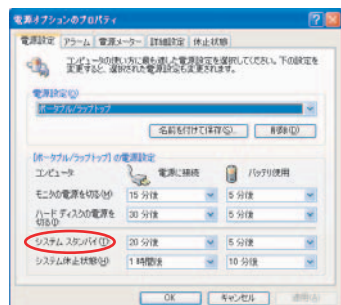 電源オプションのプロパティ
電源設定 アラーム 電源メーター 詳細設定 休止状態
コンピュータの使い方に最も適した電源設定を選択してください。下の設定を
変更すると、選択された電源設定も変更されます。
電源設定(C)
ポータブル/ラップトップ
名前を付けて保存(S)... 削除(D)
[ポータブル/ラップトップ] の電源設定
コンピュータ 電源に接続 バッテリ使用
モニタの電源を切る(M) 15 分後 5 分後
ハード ディスクの電源を
切る(I) 30 分後 5 分後
システム スタンバイ(T) 20 分後 5 分後
システム休止状態(H) 1 時間後 10 分後
OK キャンセル 適用(A)